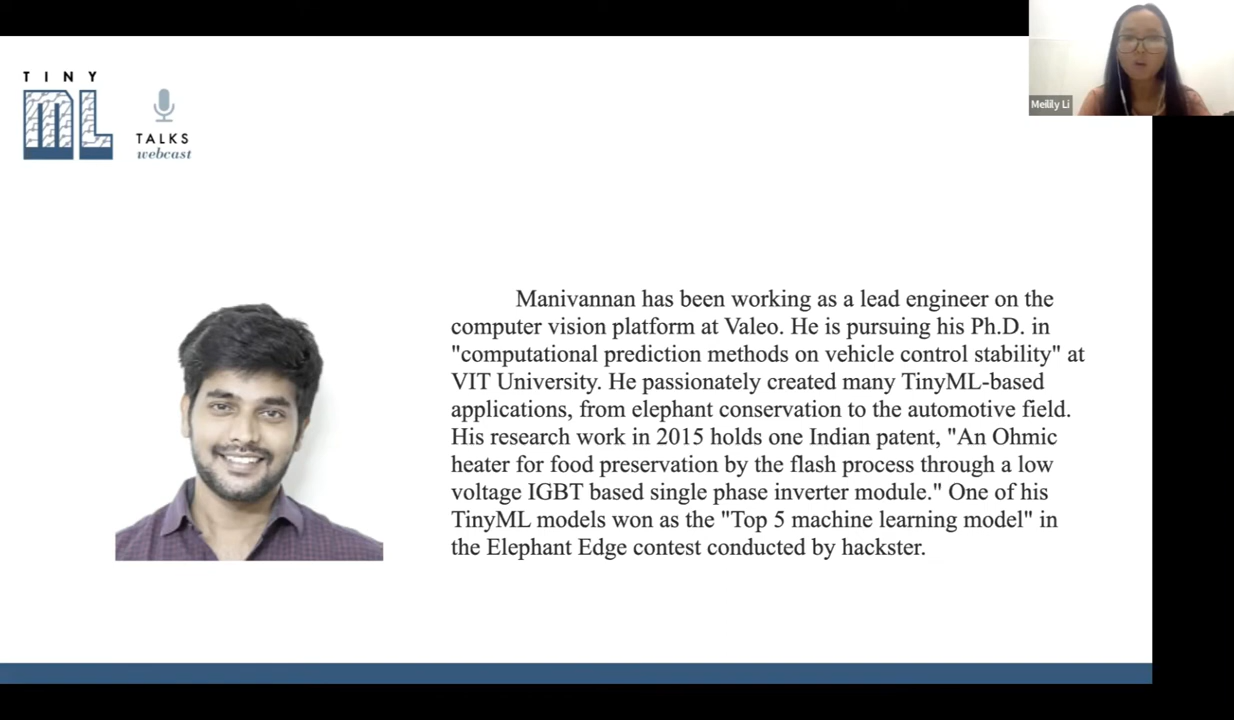 TINY
ML
TALKS
webcast
Meilily Li
Manivannan has been working as a lead engineer on the
computer vision platform at Valeo. He is pursuing his Ph.D. in
"computational prediction methods on vehicle control stability" at
VIT University. He passionately created many TinyML-based
applications, from elephant conservation to the automotive field.
His research work in 2015 holds one Indian patent, "An Ohmic
heater for food preservation by the flash process through a low
voltage IGBT based single phase inverter module." One of his
TinyML models won as the "Top 5 machine learning model" in
the Elephant Edge contest conducted by hackster.